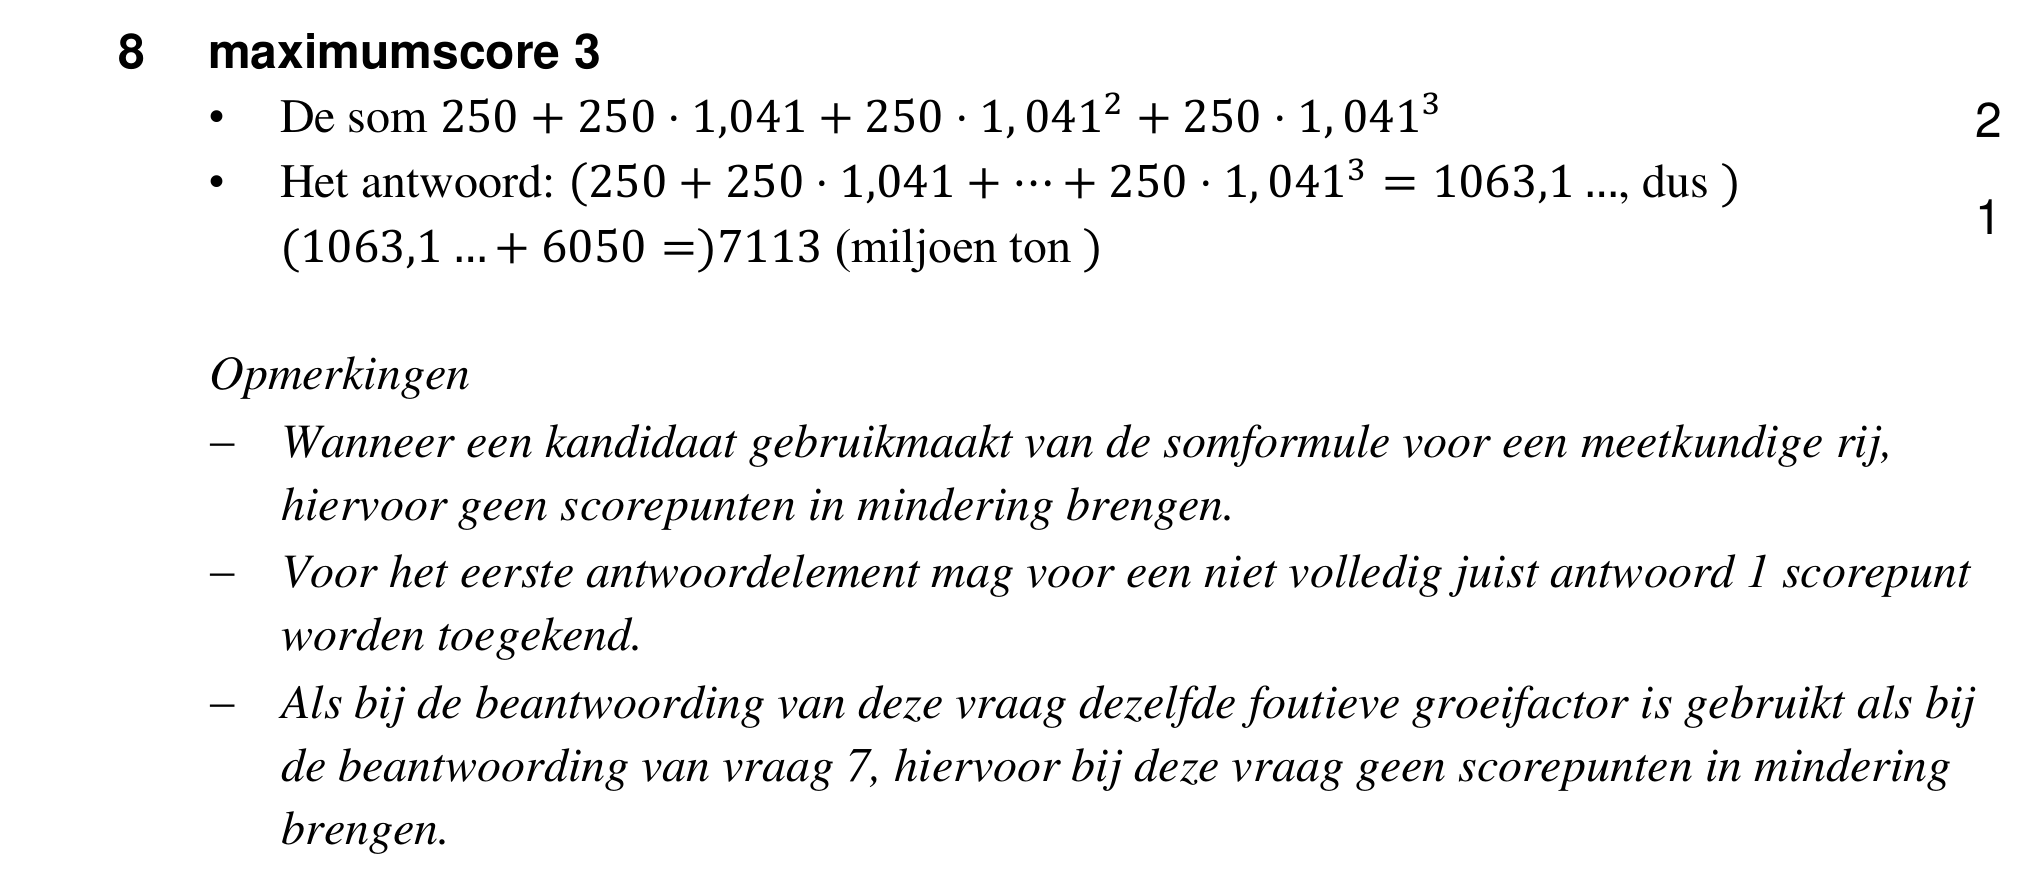 8 maximumscore 3
• De som 250 + 250 · 1,041 + 250 · 1,041² + 250 · 1,041³ 2
• Het antwoord: (250 + 250 · 1,041 + ⋯ + 250 · 1,041³ = 1063,1 …, dus )
(1063,1 … + 6050 =)7113 (miljoen ton ) 1
Opmerkingen
– Wanneer een kandidaat gebruikmaakt van de somformule voor een meetkundige rij,
hiervoor geen scorepunten in mindering brengen.
– Voor het eerste antwoordelement mag voor een niet volledig juist antwoord 1 scorepunt
worden toegekend.
– Als bij de beantwoording van deze vraag dezelfde foutieve groeifactor is gebruikt als bij
de beantwoording van vraag 7, hiervoor bij deze vraag geen scorepunten in mindering
brengen.